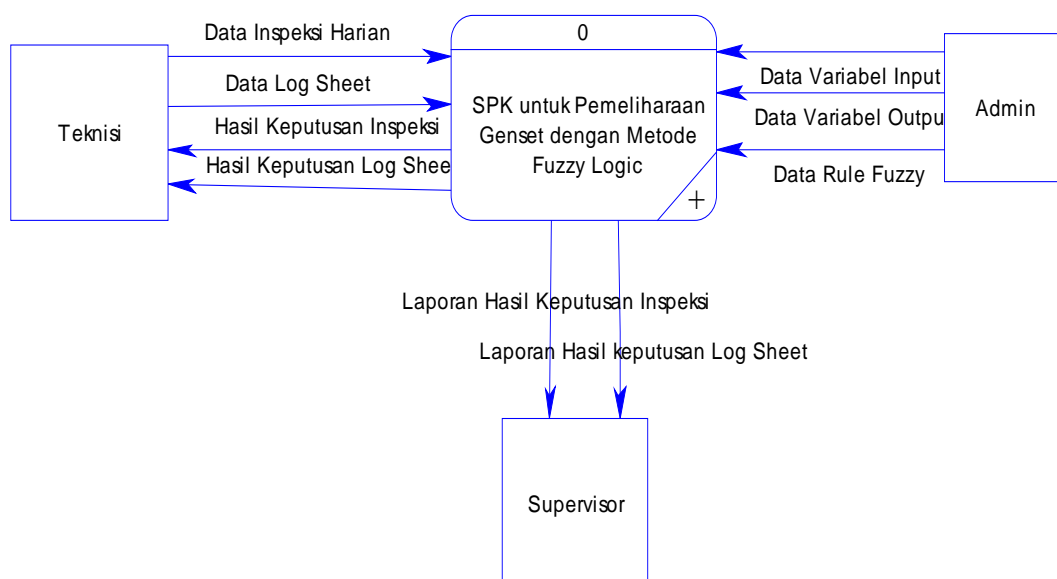 Data Inspeksi Harian
Data Log Sheet
Hasil Keputusan Inspeksi
Hasil Keputusan Log Shee
Teknisi
0
SPK untuk Pemeliharaan
Genset dengan Metode
Fuzzy Logic
+
Data Variabel Input
Data Variabel Outpu
Data Rule Fuzzy
Admin
Laporan Hasil Keputusan Inspeksi
Laporan Hasil keputusan Log Sheet
Supervisor